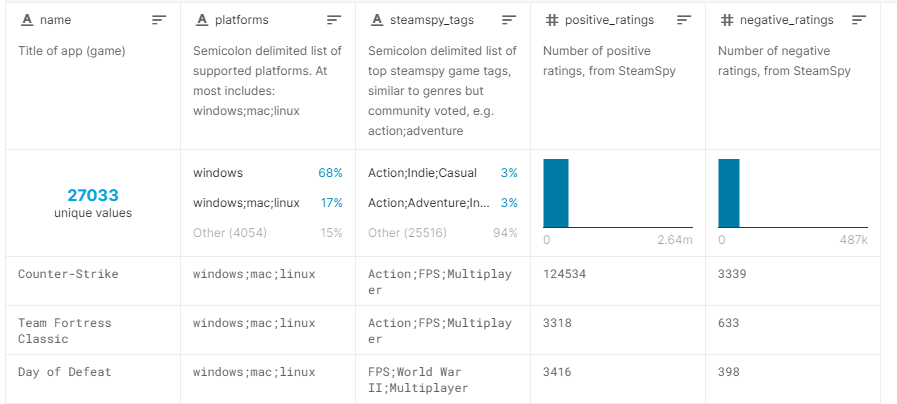 name
platforms
steamspy_tags
positive_ratings
negative_ratings
Title of app (game)
Semicolon delimited list of
supported platforms. At
most includes:
windows;mac;linux
Semicolon delimited list of
top steamspy game tags,
similar to genres but
community voted, e.g.
action;adventure
Number of positive
ratings, from SteamSpy
Number of negative
ratings, from SteamSpy
27033
unique values
windows 68%
windows;mac;linux 17%
Other (4054) 15%
Action;Indie;Casual 3%
Action;Adventure;In... 3%
Other (25516) 94%
0 2.64m
0 487k
Counter-Strike
windows;mac;linux
Action;FPS;Multiplay
er
124534
3339
Team Fortress
Classic
windows;mac;linux
Action;FPS;Multiplay
er
3318
633
Day of Defeat
windows;mac;linux
FPS;World War
II;Multiplayer
3416
398